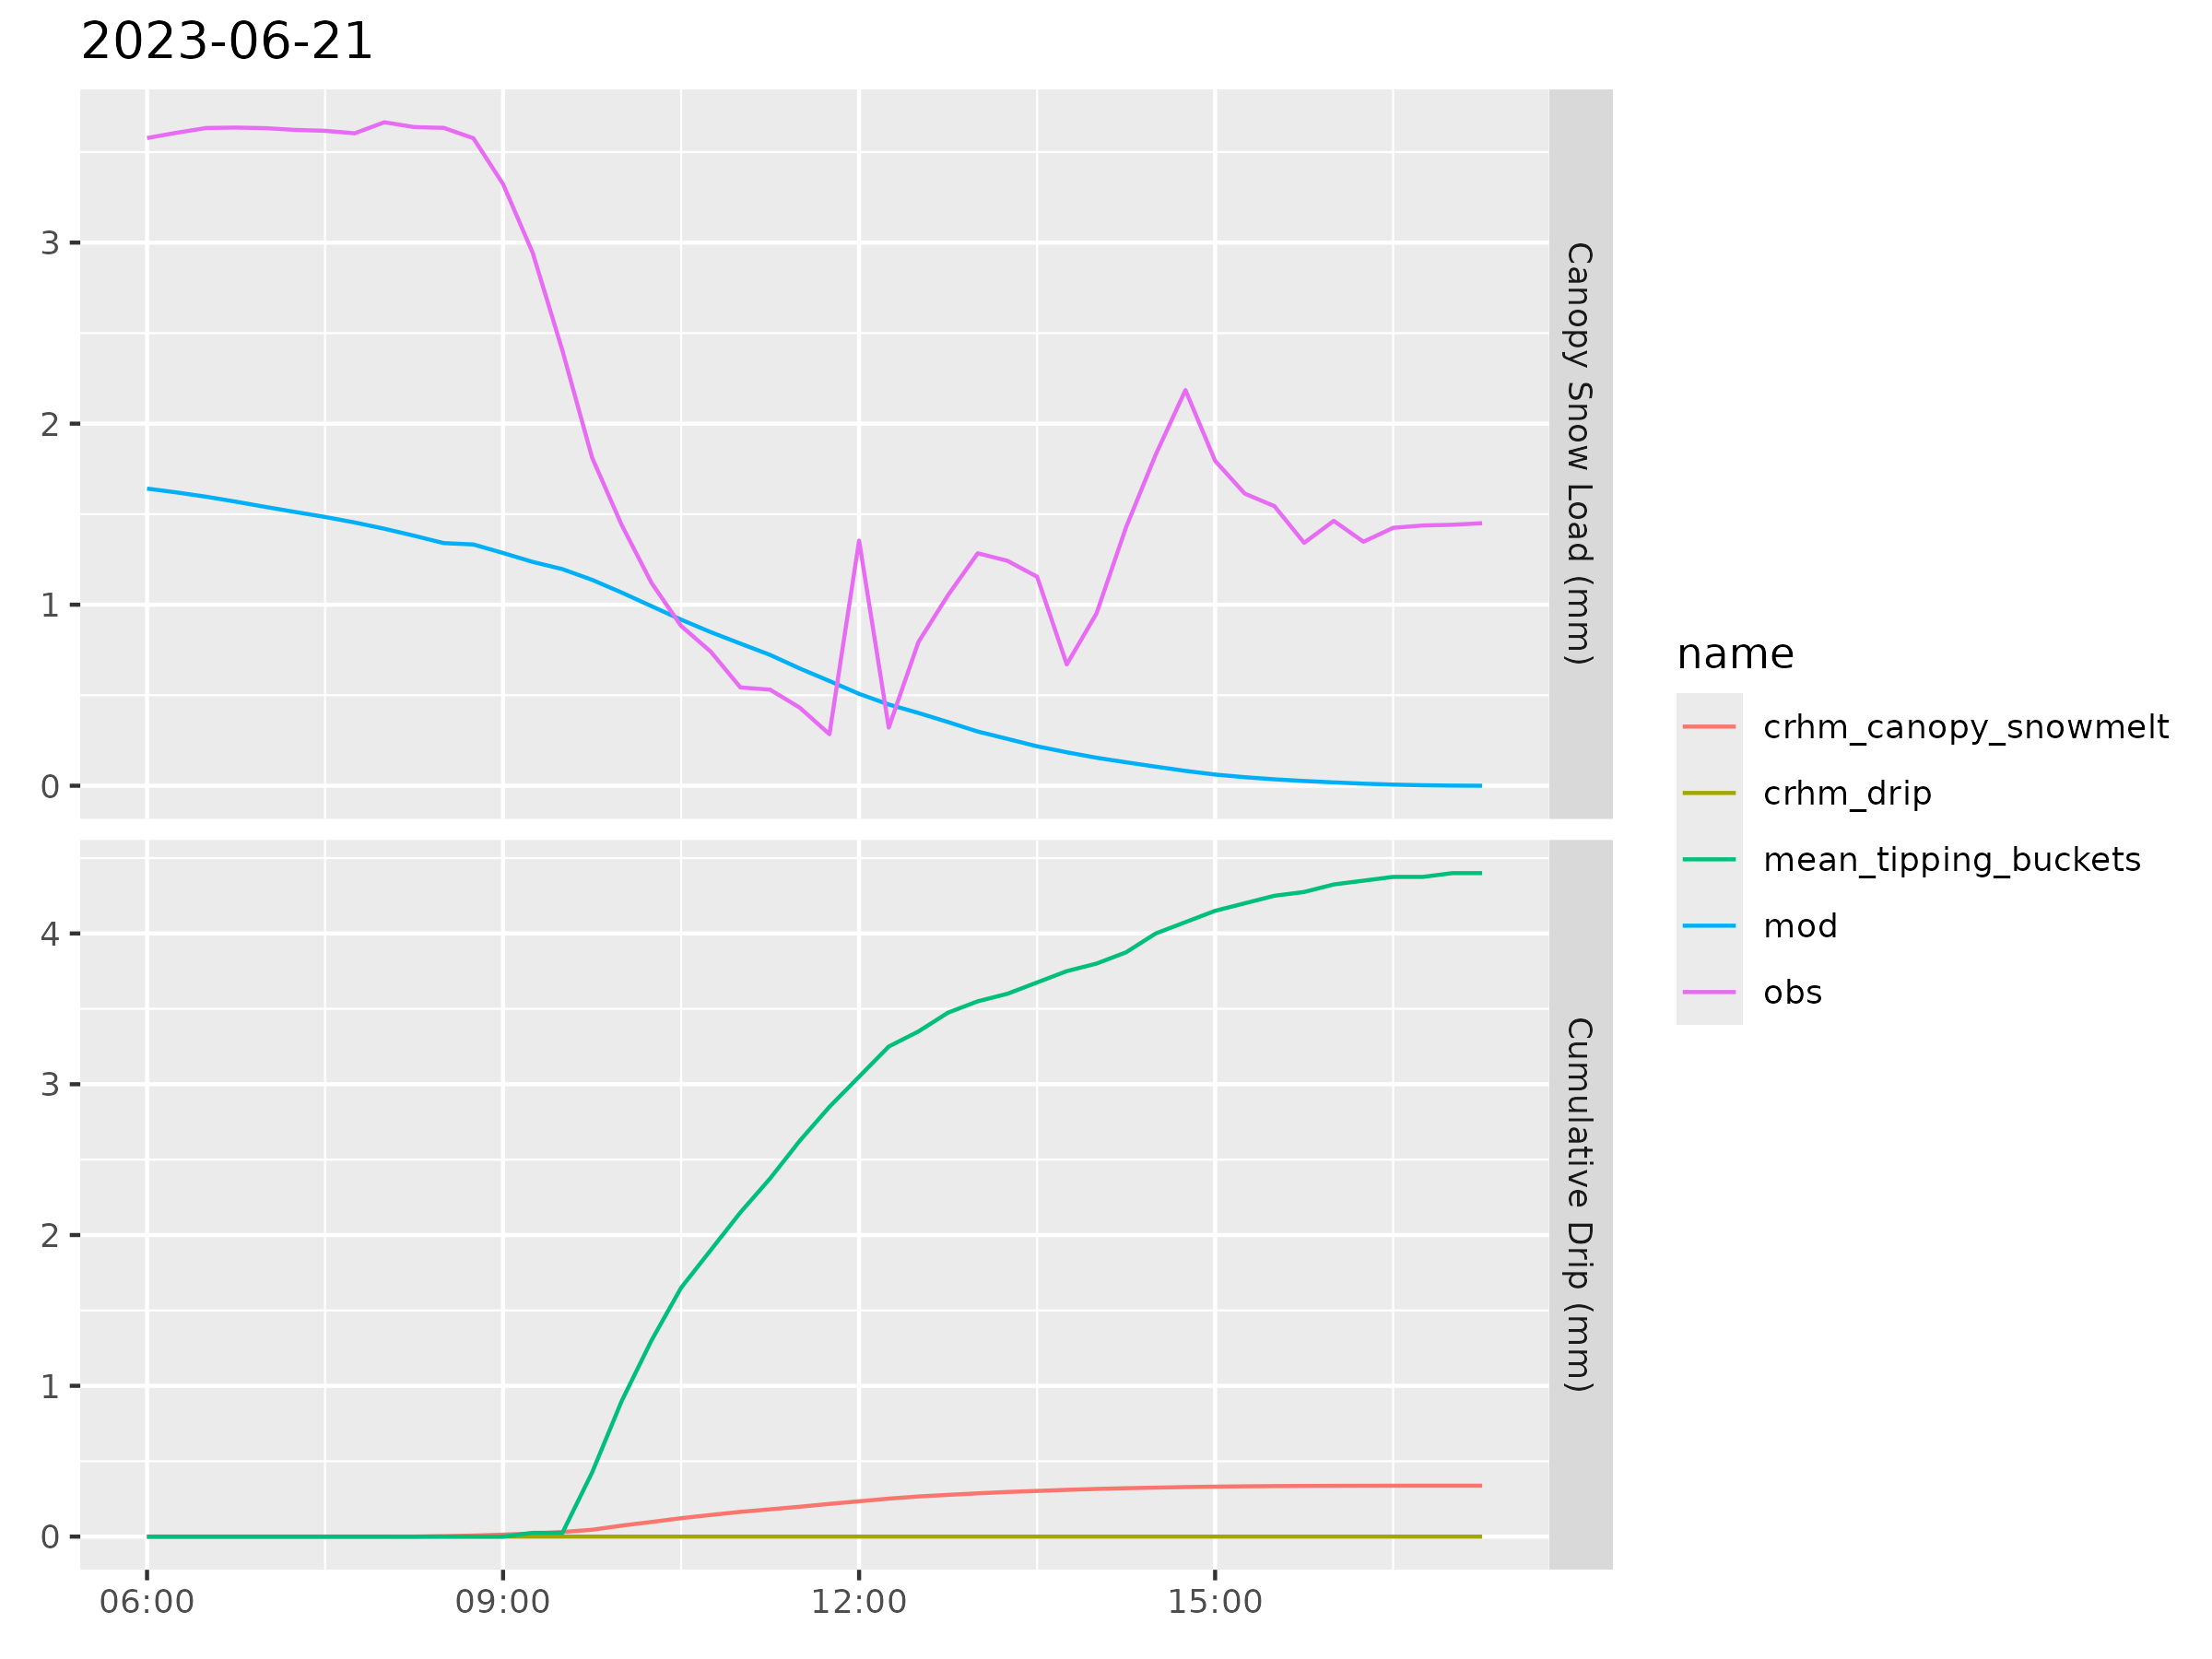 2023-06-21
3
2
1
0
Canopy Snow Load (mm)
4
3
2
1
0
Cumulative Drip (mm)
06:00 09:00 12:00 15:00
name
crhm_canopy_snowmelt
crhm_drip
mean_tipping_buckets
mod
obs